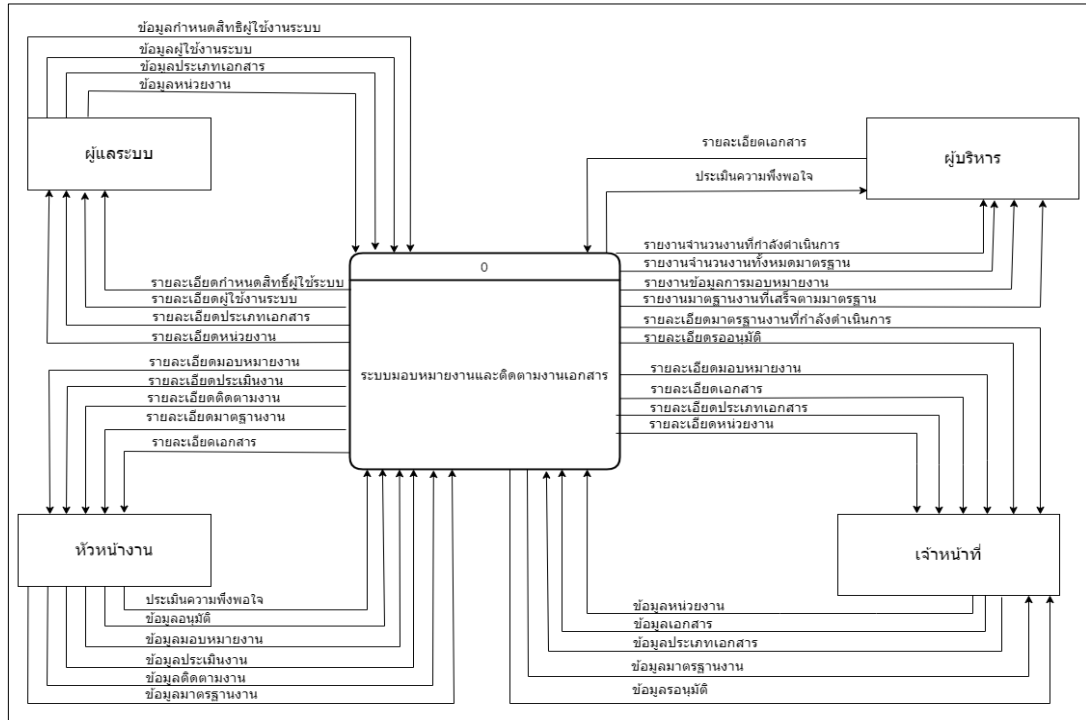 ข้อมูลกำหนดสิทธิผู้ใช้งานระบบ
ข้อมูลผู้ใช้งานระบบ
ข้อมูลประเภทเอกสาร
ข้อมูลหน่วยงาน
ผู้แลระบบ
รายละเอียดเอกสาร
ผู้บริหาร
ประเมินความพึงพอใจ
รายละเอียดกำหนดสิทธิ์ผู้ใช้ระบบ
รายละเอียดผู้ใช้งานระบบ
รายละเอียดประเภทเอกสาร
รายละเอียดหน่วยงาน
0
ระบบมอบหมายงานและติดตามงานเอกสาร
รายงานจำนวนงานที่กำลังดำเนินการ
รายงานจำนวนงานทั้งหมดมาตรฐาน
รายงานข้อมูลการมอบหมายงาน
รายงานมาตฐานงานที่เสร็จตามมาตรฐาน
รายละเอียดมาตรฐานงานที่กำลังดำเนินการ
รายละเอียดรออนุมัติ
รายละเอียดมอบหมายงาน
รายละเอียดประเมินงาน
รายละเอียดติดตามงาน
รายละเอียดมาตฐานงาน
รายละเอียดเอกสาร
รายละเอียดมอบหมายงาน
รายละเอียดเอกสาร
รายละเอียดประเภทเอกสาร
รายละเอียดหน่วยงาน
หัวหน้างาน
เจ้าหน้าที่
ประเมินความพึงพอใจ
ข้อมูลอนุมัติ
ข้อมูลมอบหมายงาน
ข้อมูลประเมินงาน
ข้อมูลติดตามงาน
ข้อมูลมาตรฐานงาน
ข้อมูลหน่วยงาน
ข้อมูลเอกสาร
ข้อมูลประเภทเอกสาร
ข้อมูลมาตรฐานงาน
ข้อมูลรอนุมัติ